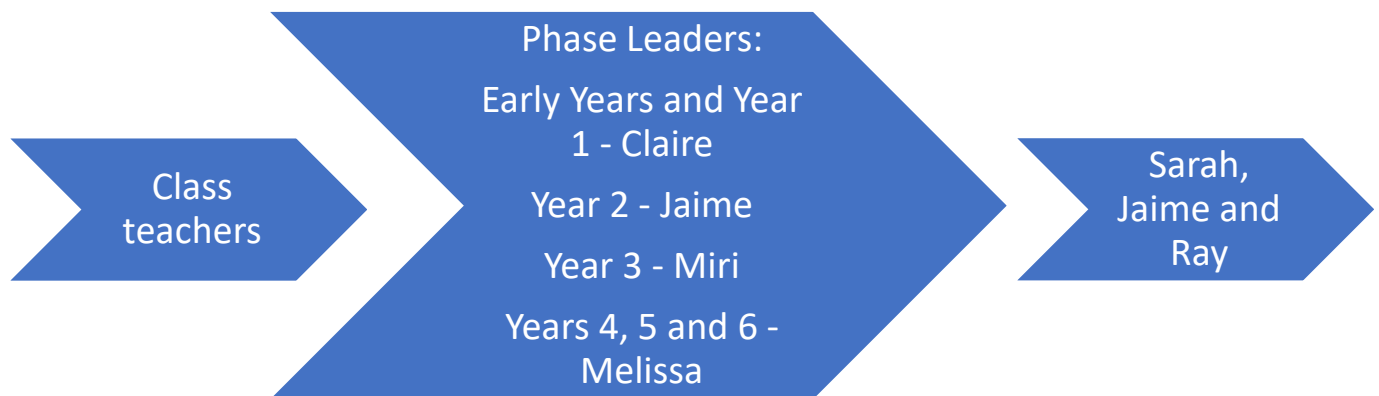 Class
teachers
Phase Leaders:
Early Years and Year
1 - Claire
Year 2 - Jaime
Year 3 - Miri
Years 4, 5 and 6 -
Melissa
Sarah,
Jaime and
Ray